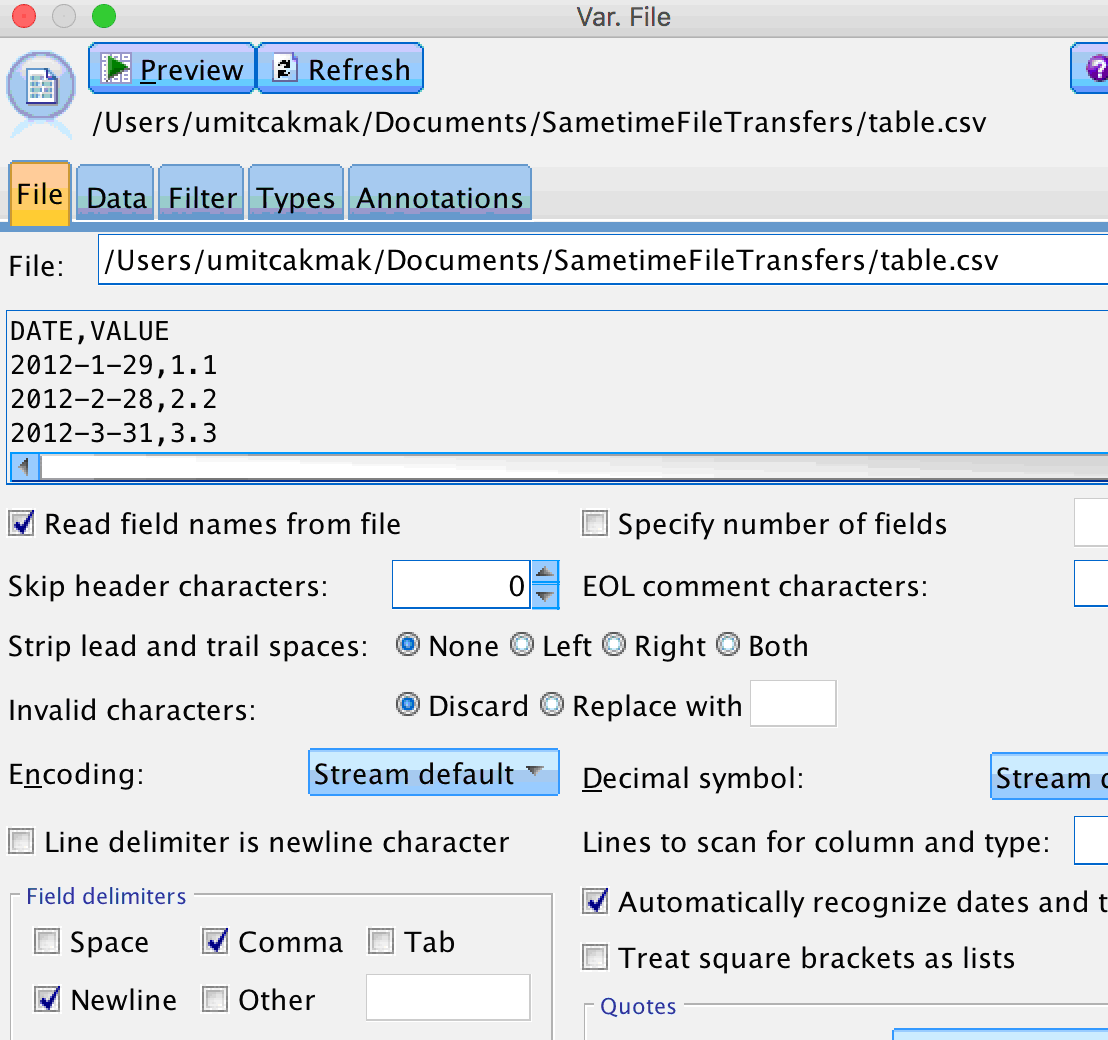 Var. File
Preview Refresh
/Users/umitcakmak/Documents/SametimeFileTransfers/table.csv
File Data Filter Types Annotations
File: /Users/umitcakmak/Documents/SametimeFileTransfers/table.csv
DATE,VALUE
2012-1-29,1.1
2012-2-28,2.2
2012-3-31,3.3
Read field names from file Specify number of fields
Skip header characters: 0 EOL comment characters:
Strip lead and trail spaces: None Left Right Both
Invalid characters: Discard Replace with
Encoding: Stream default Decimal symbol: Stream
Line delimiter is newline character Lines to scan for column and type:
Field delimiters Automatically recognize dates and
Space Comma Tab Treat square brackets as lists
Newline Other Quotes